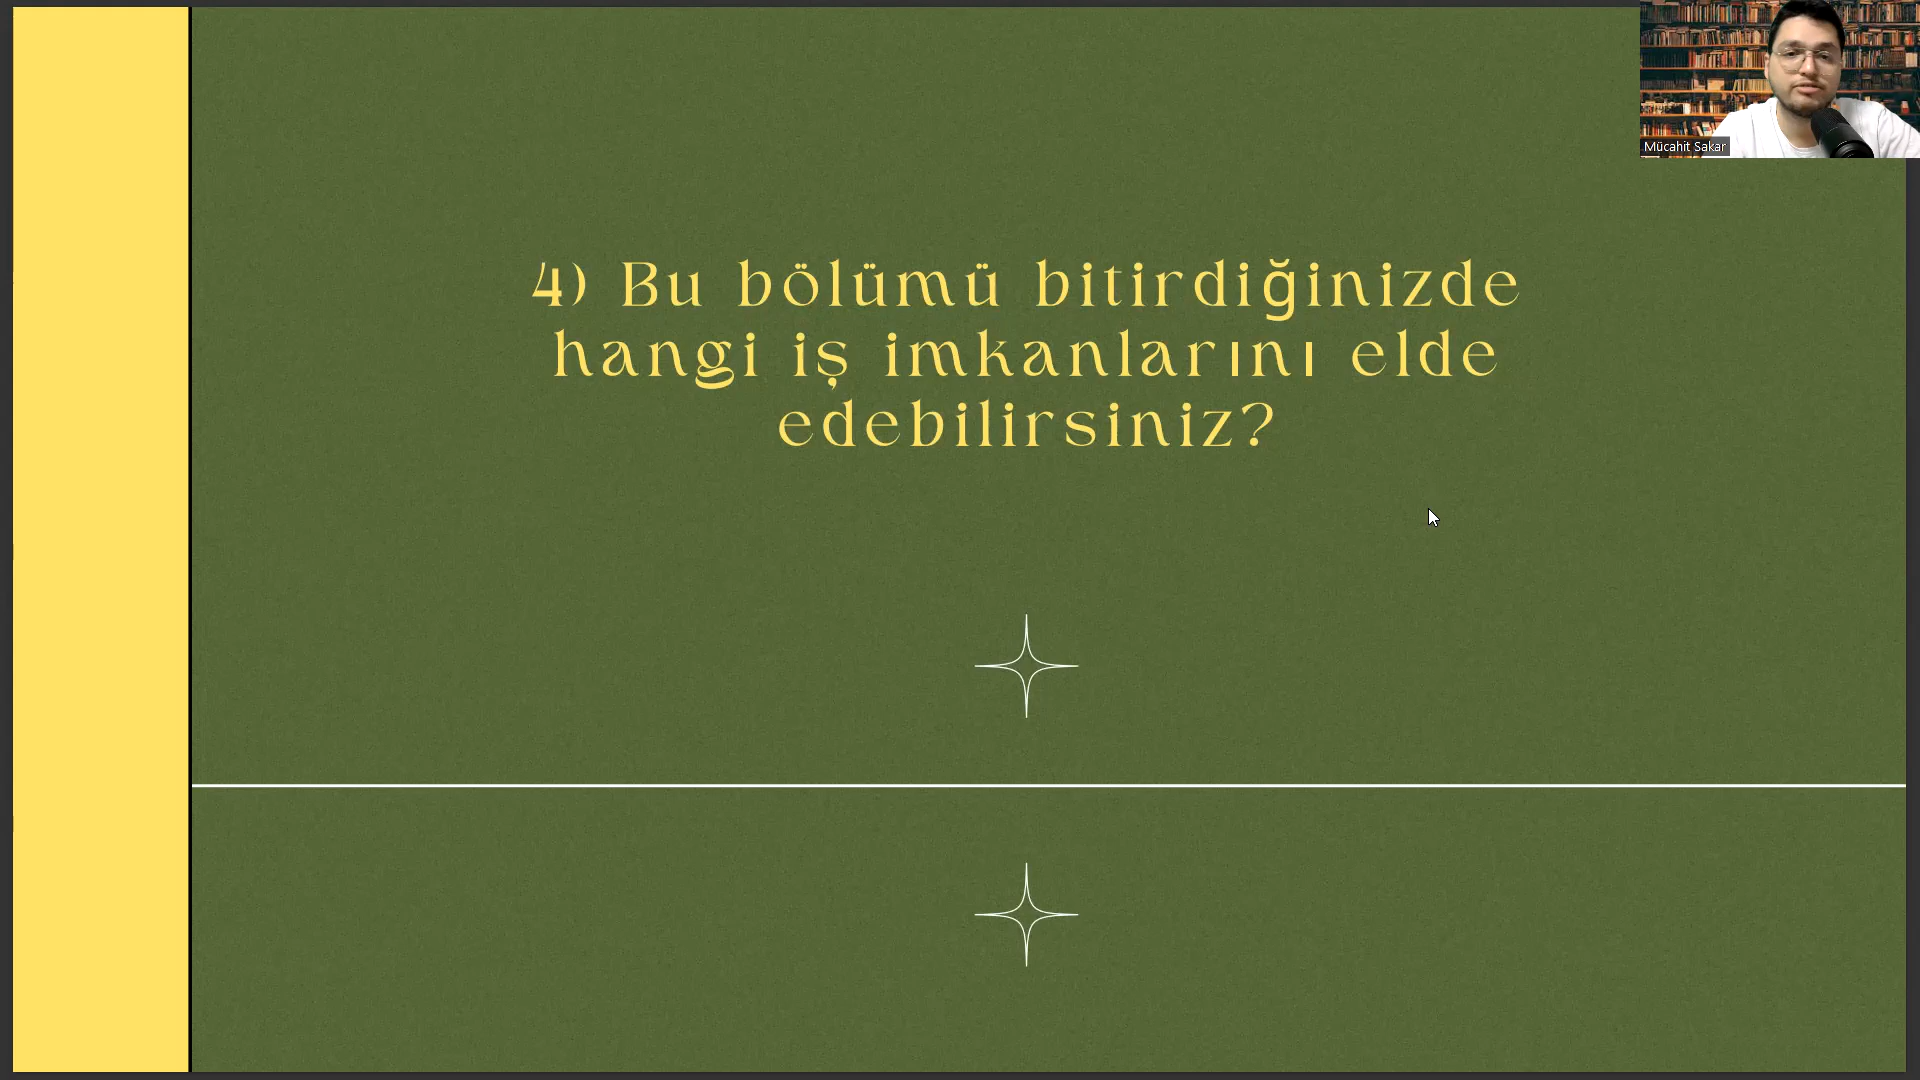 Mücahit Sakar
4) Bu bölümü bitirdiğinizde
hangi iş imkanlarını elde
edebilirsiniz?